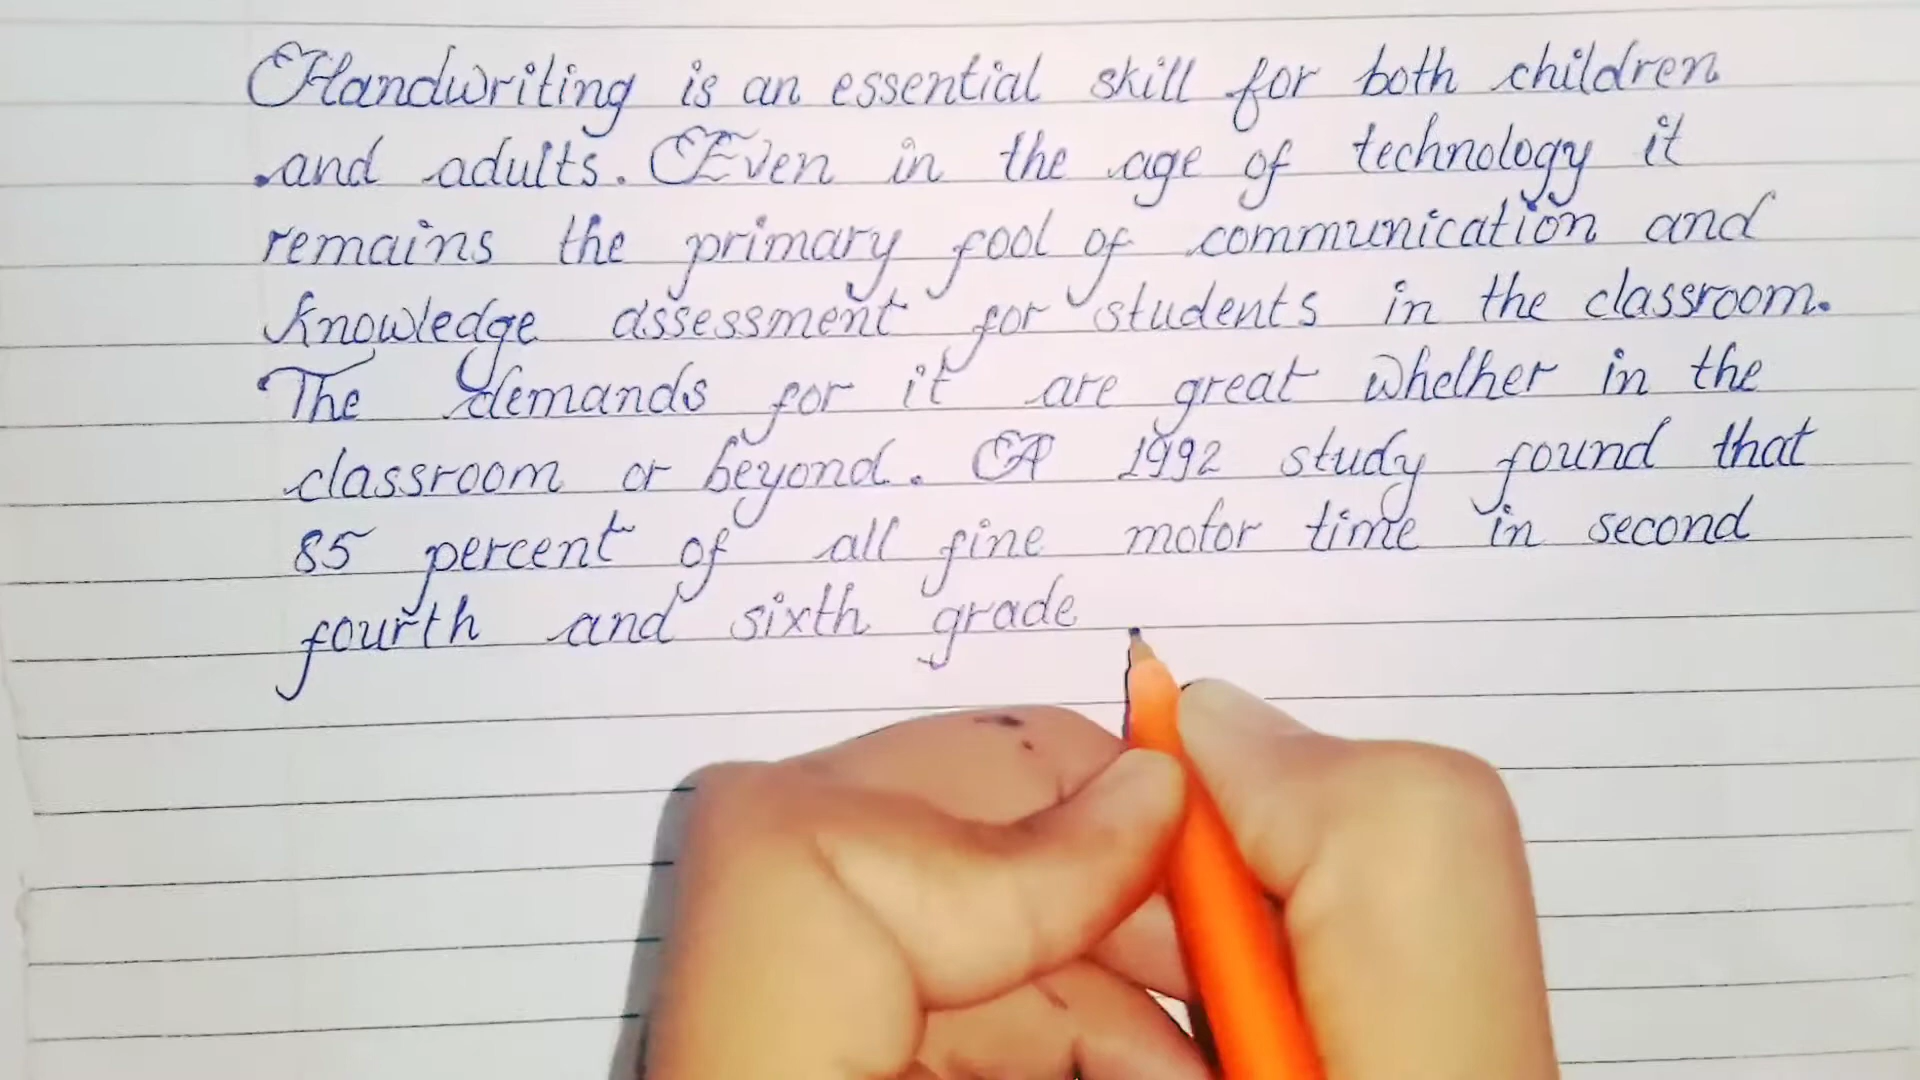 Handwriting is an essential skill for both children
and adults. Even in the age of technology it
remains the primary fool of communication and
knowledge assessment for students in the classroom.
The demands for it are great whether in the
classroom or beyond. A 1992 study found that
85 percent of all fine motor time in second
fourth and sixth grade